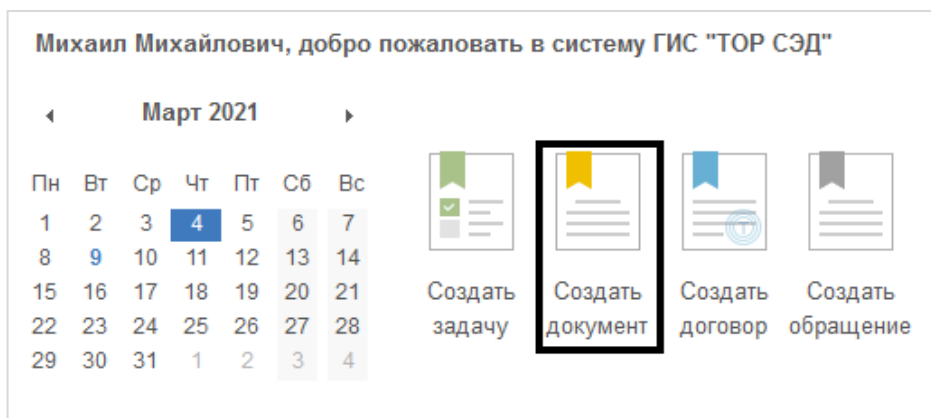 Михаил Михайлович, добро пожаловать в систему ГИС "ТОР СЭД"
Март 2021
Пн Вт Ср Чт Пт Сб Вс
1 2 3 4 5 6 7
8 9 10 11 12 13 14
15 16 17 18 19 20 21
22 23 24 25 26 27 28
29 30 31 1 2 3 4
Создать задачу
Создать документ
Создать договор
Создать обращение